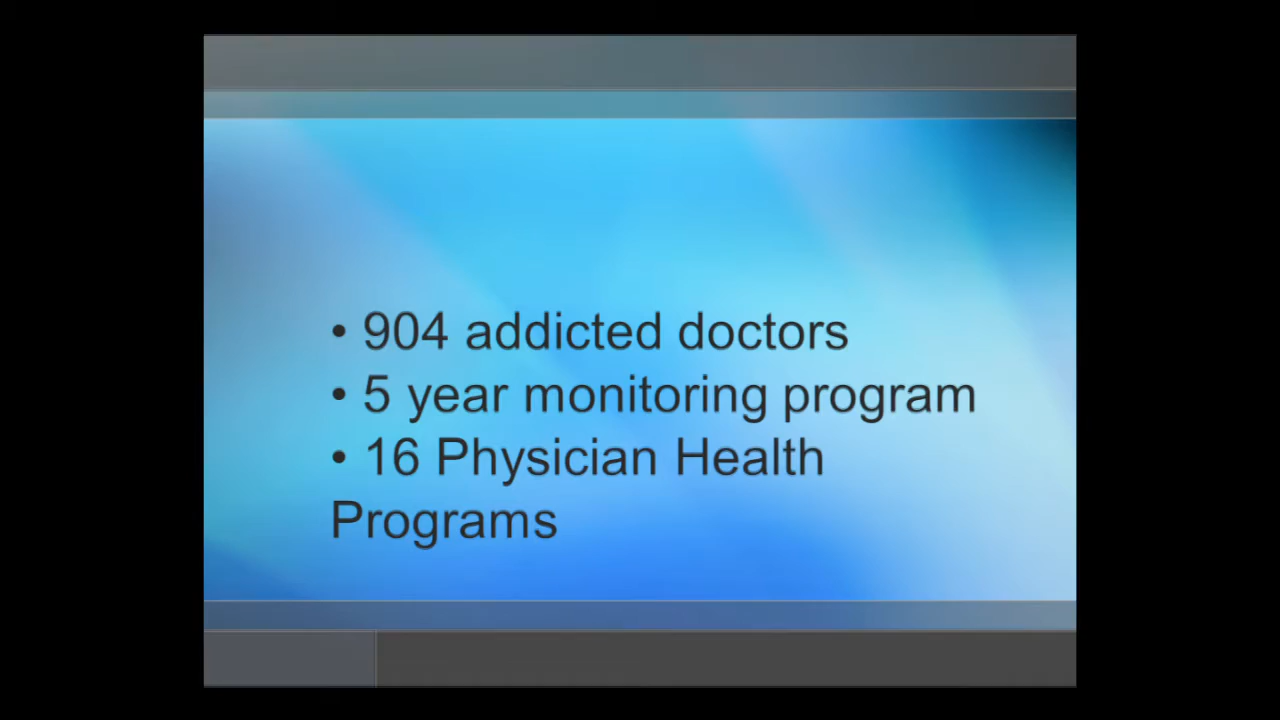 • 904 addicted doctors
• 5 year monitoring program
• 16 Physician Health
Programs